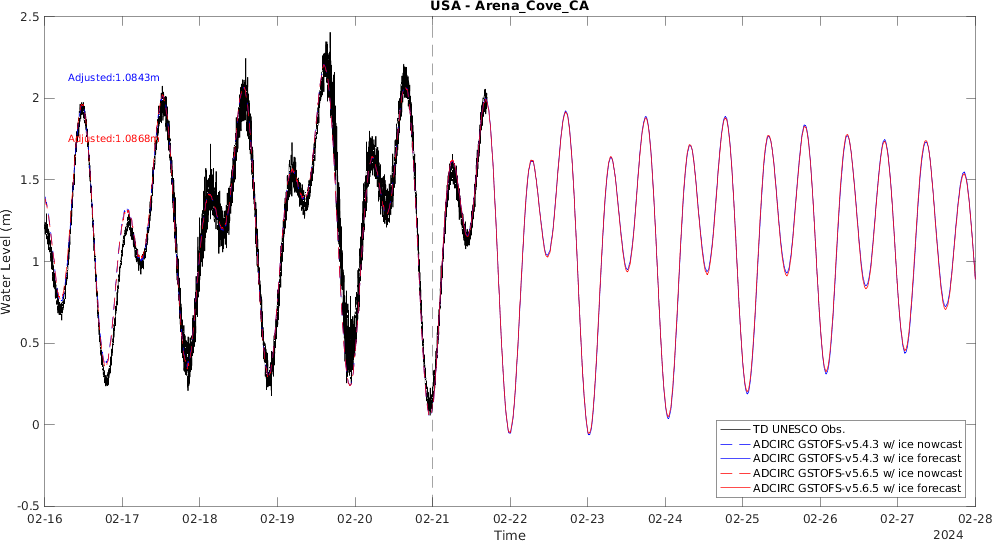 USA - Arena_Cove_CA
2.5
2
1.5
1
0.5
0
-0.5
Water Level (m)
Adjusted:1.0843m
Adjusted:1.0868m
TD UNESCO Obs.
ADCIRC GSTOFS-v5.4.3 w/ ice nowcast
ADCIRC GSTOFS-v5.4.3 w/ ice forecast
ADCIRC GSTOFS-v5.6.5 w/ ice nowcast
ADCIRC GSTOFS-v5.6.5 w/ ice forecast
02-16 02-17 02-18 02-19 02-20 02-21 02-22 02-23 02-24 02-25 02-26 02-27 02-28
Time
2024